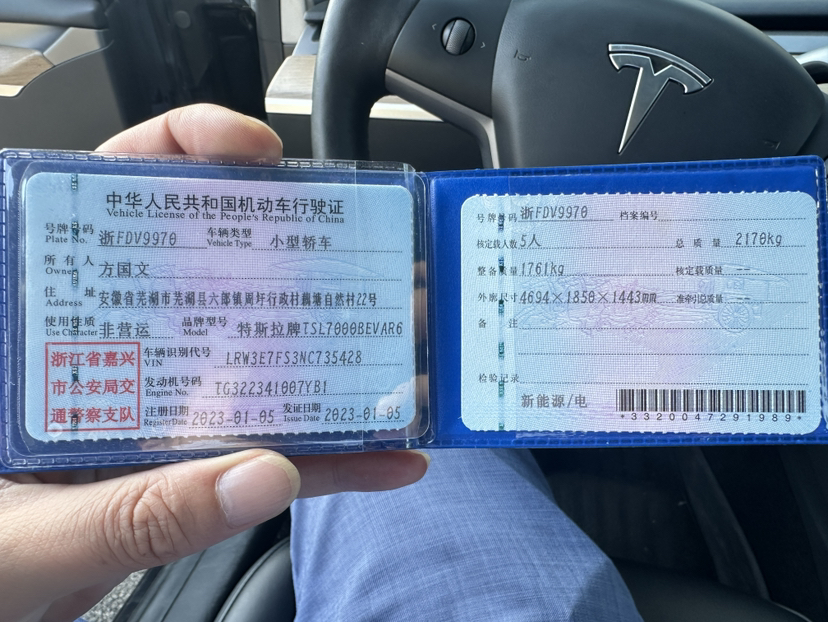 中华人民共和国机动车行驶证
Vehicle License of the People's Republic of China
号牌号码 浙FDV9970 车辆类型 小型轿车
Plate No. Vehicle Type
所有人 方国文
Owner
住址 安徽省芜湖市芜湖县六郎镇周圩行政村藕塘自然村22号
Address
使用性质 非营运 品牌型号 特斯拉牌TSL7000BEVAR6
Use Character Model
浙江省嘉兴
市公安局交
通警察支队
车辆识别代号 LRW3E7FS3NC735428
VIN
发动机号码 TG322341007YB1
Engine No.
注册日期 2023-01-05 发证日期 2023-01-05
Register Date Issue Date
号牌号码 浙FDV9970 档案编号
核定载人数 5人 总质量 2170kg
整备质量 1761kg 核定载质量 --
外廓尺寸 4694×1850×1443mm 准牵引总质量 --
备注
检验记录
新能源/电
*3320047291989*